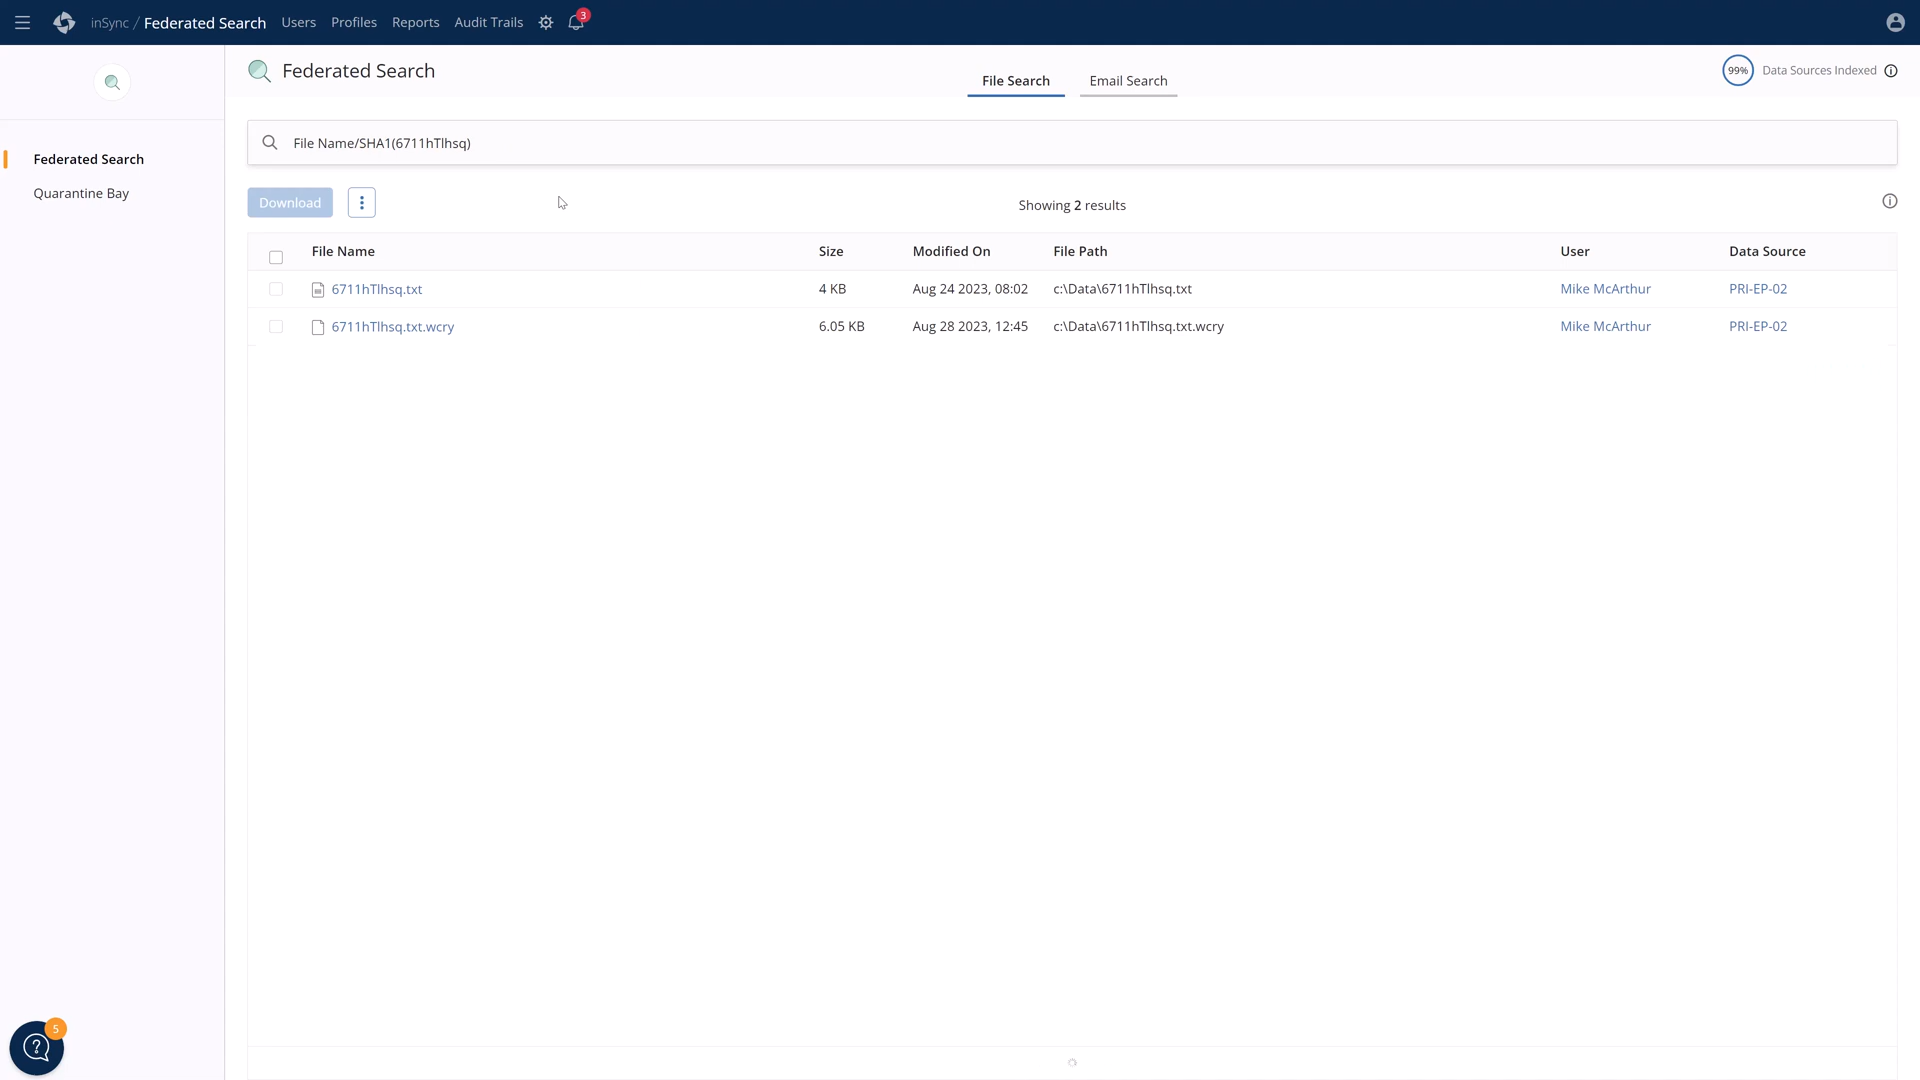 inSync / Federated Search Users Profiles Reports Audit Trails 3
Federated Search
File Search Email Search
99% Data Sources Indexed
File Name/SHA1(6711hTlhsq)
Federated Search
Quarantine Bay
Download
Showing 2 results
File Name Size Modified On File Path User Data Source
6711hTlhsq.txt 4 KB Aug 24 2023, 08:02 c:\Data\6711hTlhsq.txt Mike McArthur PRI-EP-02
6711hTlhsq.txt.wcry 6.05 KB Aug 28 2023, 12:45 c:\Data\6711hTlhsq.txt.wcry Mike McArthur PRI-EP-02
5